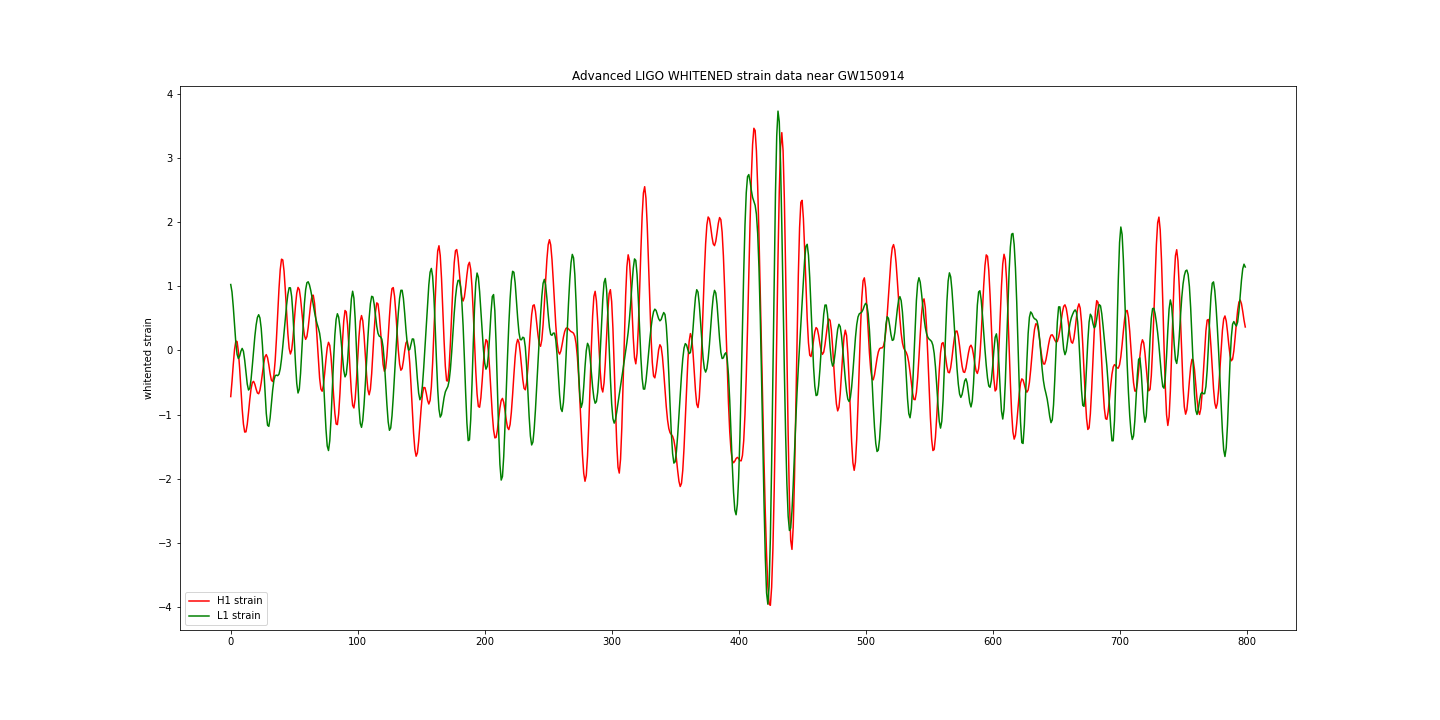 Advanced LIGO WHITENED strain data near GW150914
4
3
2
1
0
−1
−2
−3
−4
whitentented strain
H1 strain
L1 strain
0 100 200 300 400 500 600 700 800